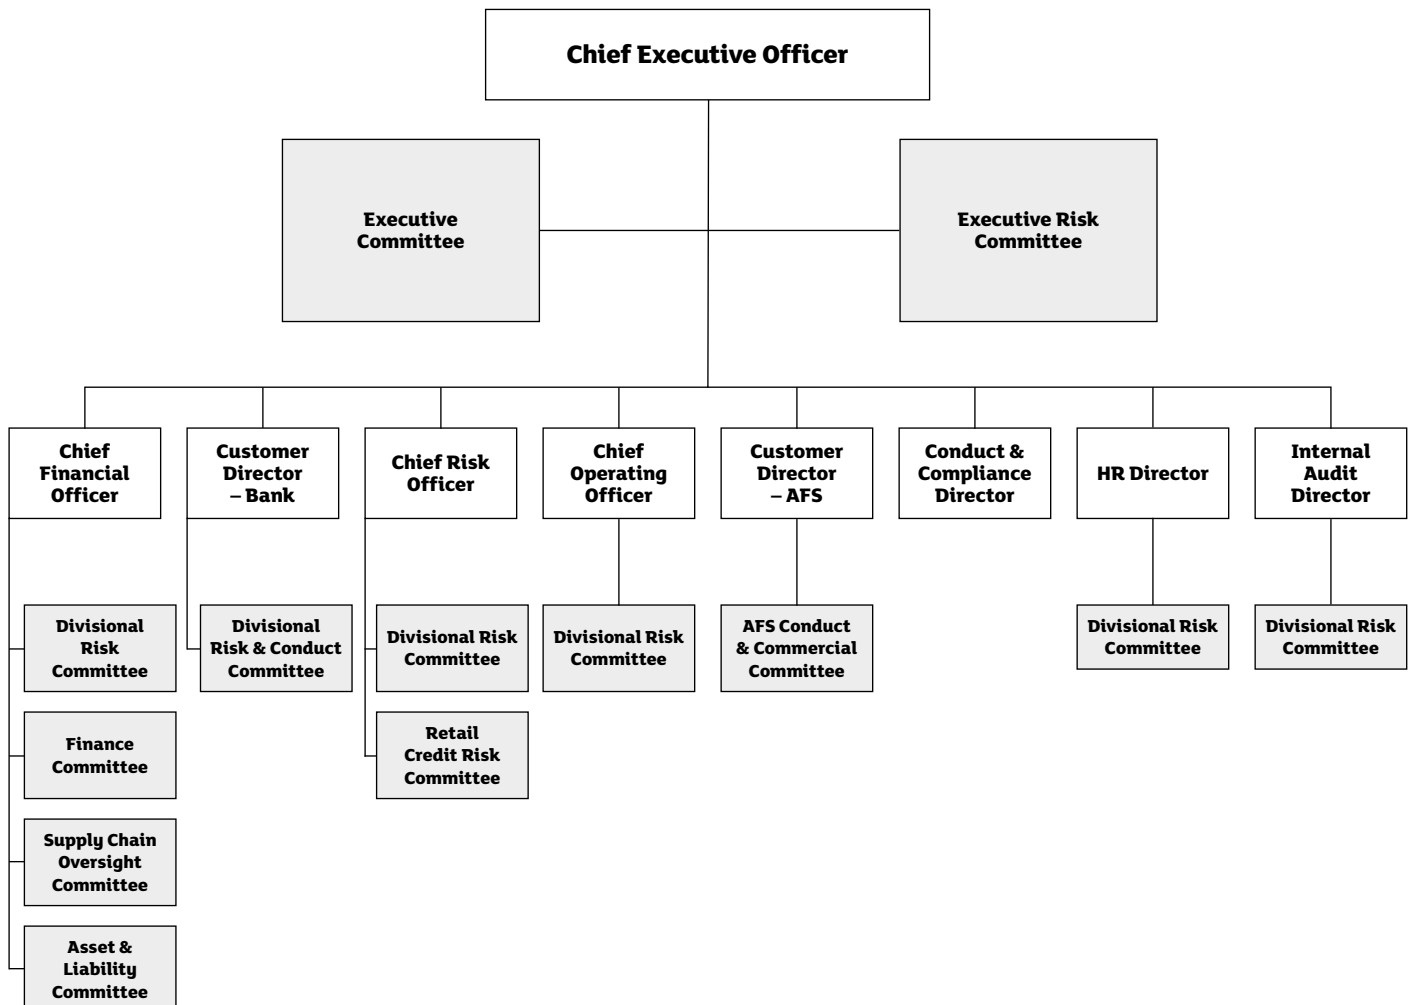 Chief Executive Officer
Executive
Committee
Executive Risk
Committee
Chief
Financial
Officer
Customer
Director
– Bank
Chief Risk
Officer
Chief
Operating
Officer
Customer
Director
– AFS
Conduct &
Compliance
Director
HR Director
Internal
Audit
Director
Divisional
Risk
Committee
Divisional
Risk & Conduct
Committee
Divisional Risk
Committee
Divisional Risk
Committee
AFS Conduct
& Commercial
Committee
Divisional Risk
Committee
Divisional Risk
Committee
Finance
Committee
Retail
Credit Risk
Committee
Supply Chain
Oversight
Committee
Asset &
Liability
Committee